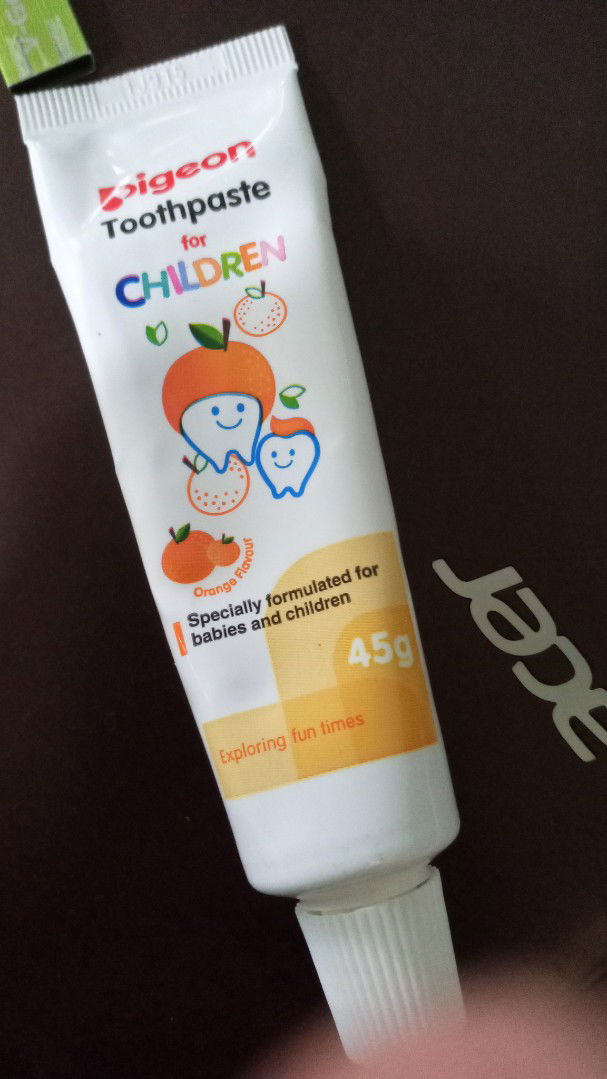 pigeon
Toothpaste
for
CHILDREN
Orange Flavour
Specially formulated for
babies and children
45g
Exploring fun times
acer